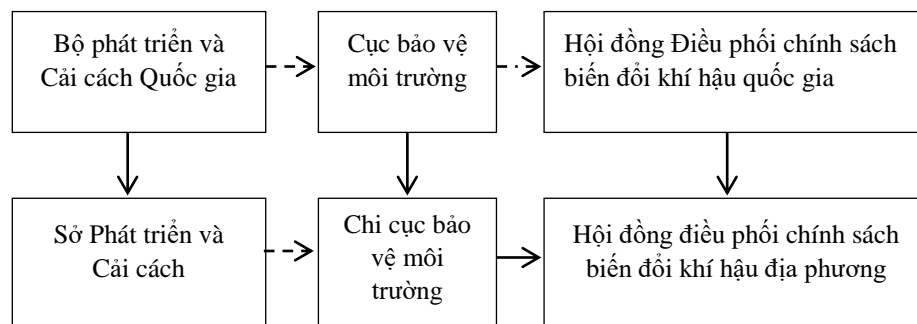 Bộ phát triển và
Cải cách Quốc gia
Cục bảo vệ
môi trường
Hội đồng Điều phối chính sách
biến đổi khí hậu quốc gia
Sở Phát triển và
Cải cách
Chi cục bảo
vệ môi
trường
Hội đồng điều phối chính sách
biến đổi khí hậu địa phương